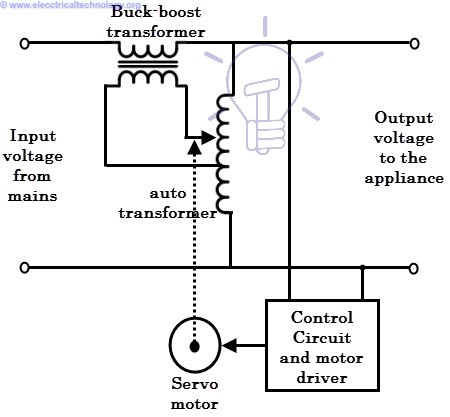 © www.elecctricaltechnology.org
Buck-boost
transformer
Input
voltage
from
mains
Output
voltage
to the
appliance
auto
transformer
Control
Circuit
and motor
driver
Servo
motor